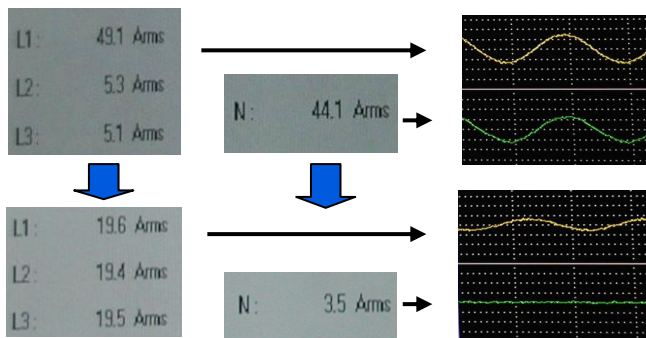 L1: 49.1 Arms
L2: 5.3 Arms
L3: 5.1 Arms
N: 44.1 Arms
L1: 19.6 Arms
L2: 19.4 Arms
L3: 19.5 Arms
N: 3.5 Arms